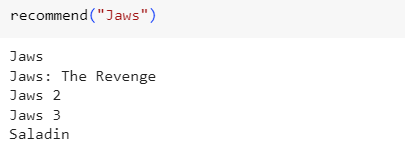 recommend("Jaws")
Jaws
Jaws: The Revenge
Jaws 2
Jaws 3
Saladin